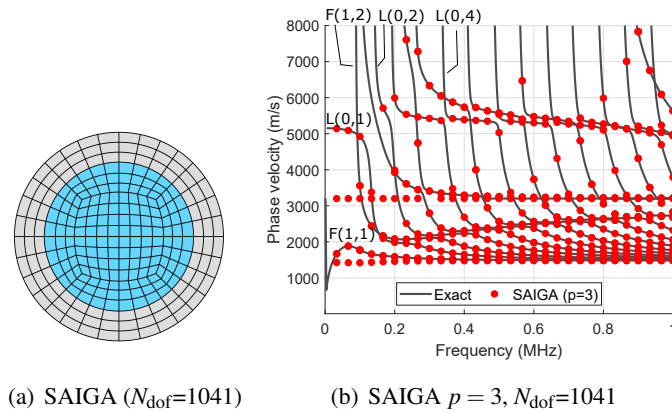 F(1,2) L(0,2) L(0,4)
L(0,1)
F(1,1)
8000
7000
6000
5000
4000
3000
2000
1000
Phase velocity (m/s)
Exact SAIGA (p=3)
0 0.2 0.4 0.6 0.8
Frequency (MHz)
(a) SAIGA (N_dof=1041)
(b) SAIGA p = 3, N_dof=1041